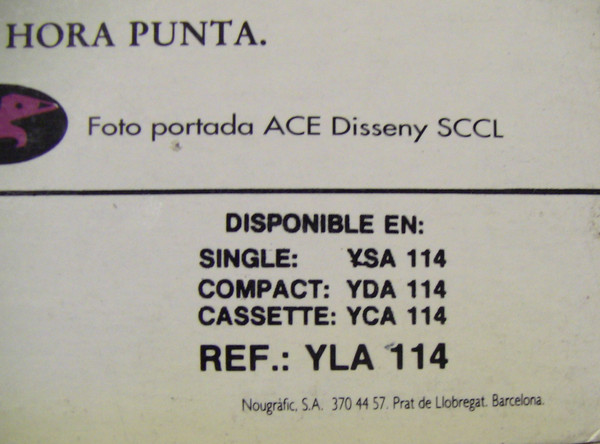 HORA PUNTA.
Foto portada ACE Disseny SCCL
DISPONIBLE EN:
SINGLE: YSA 114
COMPACT: YDA 114
CASSETTE: YCA 114
REF.: YLA 114
Nougràfic, S.A. 370 44 57. Prat de Llobregat. Barcelona.